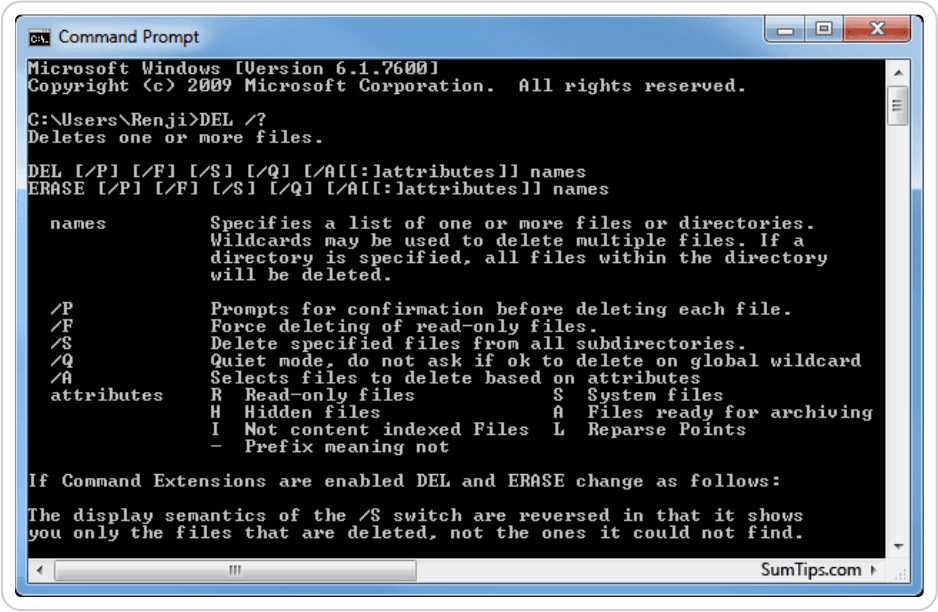 Command Prompt
Microsoft Windows [Version 6.1.7600]
Copyright (c) 2009 Microsoft Corporation.  All rights reserved.
C:\Users\Renji>DEL /?
Deletes one or more files.
DEL [/P] [/F] [/S] [/Q] [/A[[:]attributes]] names
ERASE [/P] [/F] [/S] [/Q] [/A[[:]attributes]] names
names         Specifies a list of one or more files or directories.
Wildcards may be used to delete multiple files. If a
directory is specified, all files within the directory
will be deleted.
/P            Prompts for confirmation before deleting each file.
/F            Force deleting of read-only files.
/S            Delete specified files from all subdirectories.
/Q            Quiet mode, do not ask if ok to delete on global wildcard
/A            Selects files to delete based on attributes
attributes    R  Read-only files            S  System files
H  Hidden files               A  Files ready for archiving
I  Not content indexed Files  L  Reparse Points
-  Prefix meaning not
If Command Extensions are enabled DEL and ERASE change as follows:
The display semantics of the /S switch are reversed in that it shows
you only the files that are deleted, not the ones it could not find.
SumTips.com